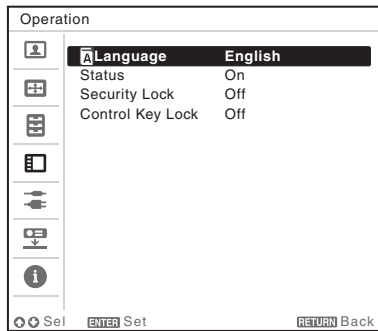 Operation
A Language English
Status On
Security Lock Off
Control Key Lock Off
Sel ENTER Set RETURN Back